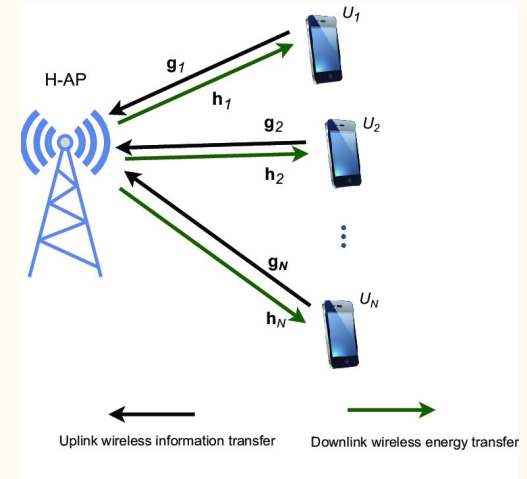 U1
g1
H-AP
h1
g2
U2
h2
gN
UN
hN
Uplink wireless information transfer
Downlink wireless energy transfer